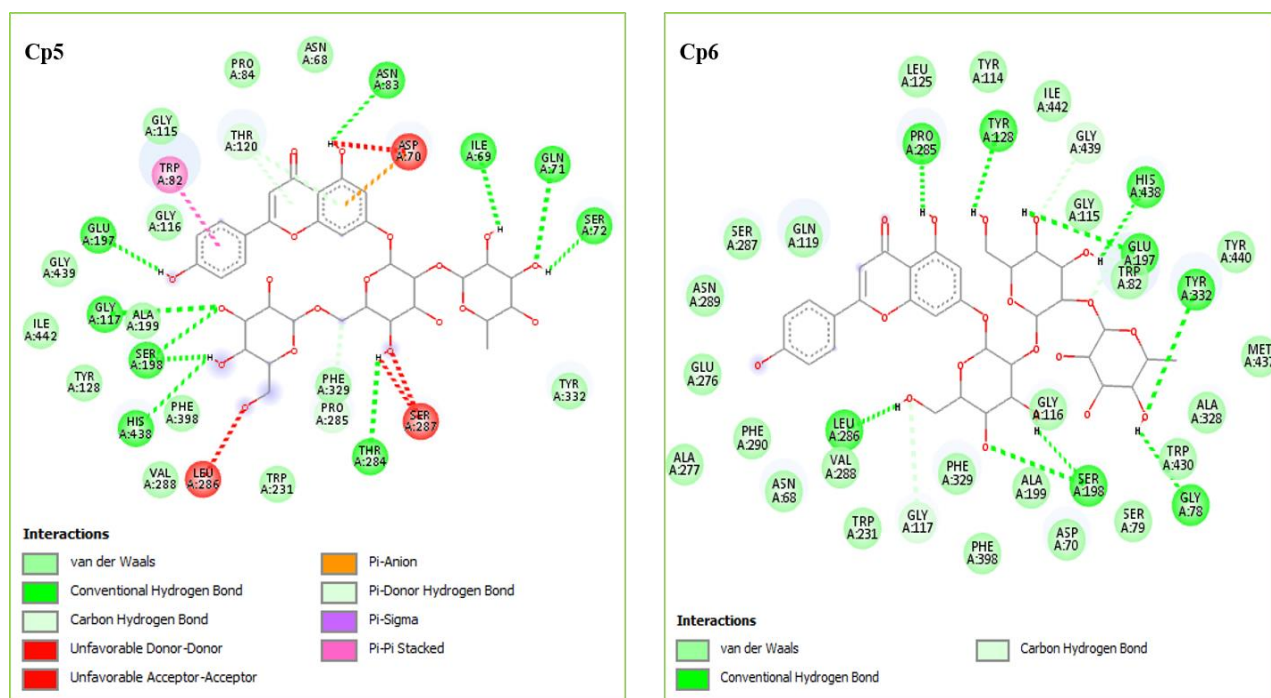 Cp5
ASN
A:68
PRO
A:84
ASN
A:83
GLY
A:115
THR
A:120
ASP
A:70
ILE
A:69
GLN
A:71
TRP
A:82
SER
A:72
GLU
A:197
GLY
A:116
GLY
A:439
GLY
A:117
ALA
A:199
ILE
A:442
SER
A:198
TYR
A:128
PHE
A:329
TYR
A:332
HIS
A:438
PHE
A:398
PRO
A:285
SER
A:287
THR
A:284
VAL
A:288
LEU
A:286
TRP
A:231
H
O
O
O
H
O
O
H
H
O
O
O
O
O
O
O
O
O
H
O
O
O
H
O
O
Interactions
van der Waals
Conventional Hydrogen Bond
Carbon Hydrogen Bond
Unfavorable Donor-Donor
Unfavorable Acceptor-Acceptor
Pi-Anion
Pi-Donor Hydrogen Bond
Pi-Sigma
Pi-Pi Stacked
Cp6
LEU
A:125
TYR
A:114
ILE
A:442
PRO
A:285
TYR
A:128
GLY
A:439
HIS
A:438
SER
A:287
GLN
A:119
GLY
A:115
GLU
A:197
TYR
A:440
TRP
A:82
TYR
A:332
ASN
A:289
MET
A:437
GLU
A:276
GLY
A:116
ALA
A:328
LEU
A:286
PHE
A:290
ALA
A:277
VAL
A:288
TRP
A:430
ASN
A:68
PHE
A:329
ALA
A:199
SER
A:198
GLY
A:78
TRP
A:231
GLY
A:117
SER
A:79
PHE
A:398
ASP
A:70
H
H
H
O
O
O
O
O
H
O
O
O
O
O
O
O
O
O
H
O
O
O
O
H
O
O
H
Interactions
van der Waals
Conventional Hydrogen Bond
Carbon Hydrogen Bond